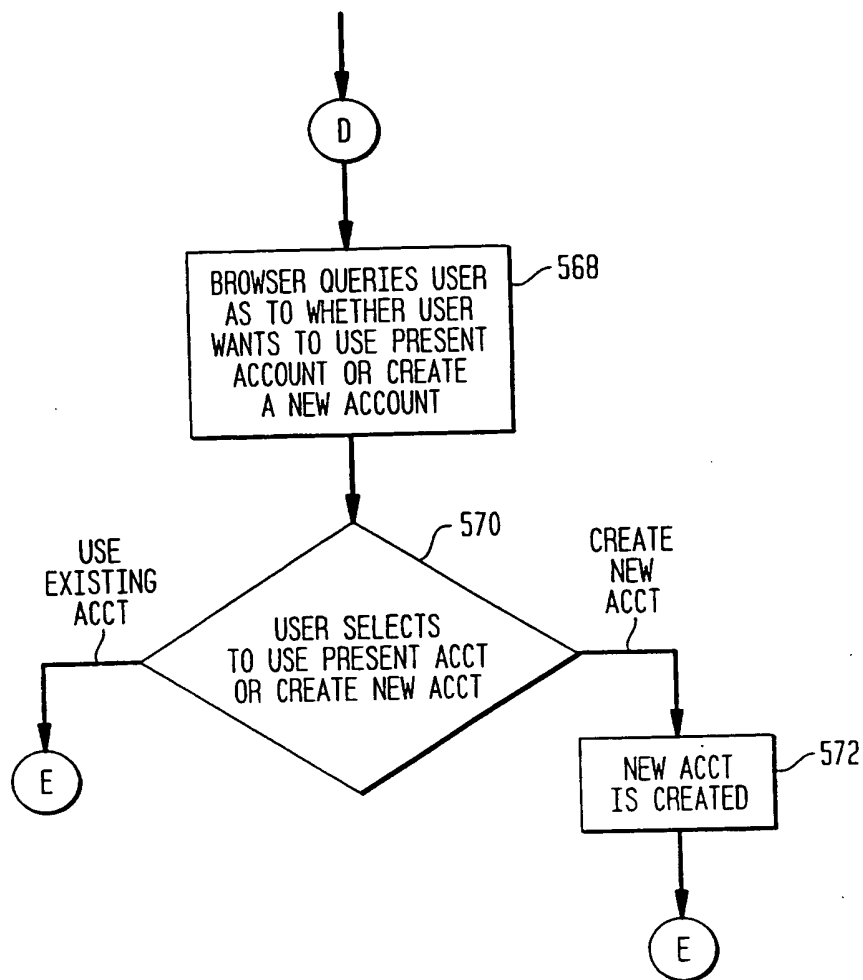 D
BROWSER QUERIES USER
AS TO WHETHER USER
WANTS TO USE PRESENT
ACCOUNT OR CREATE
A NEW ACCOUNT
568
570
USE
EXISTING
ACCT
CREATE
NEW
ACCT
USER SELECTS
TO USE PRESENT ACCT
OR CREATE NEW ACCT
E
NEW ACCT
IS CREATED
572
E